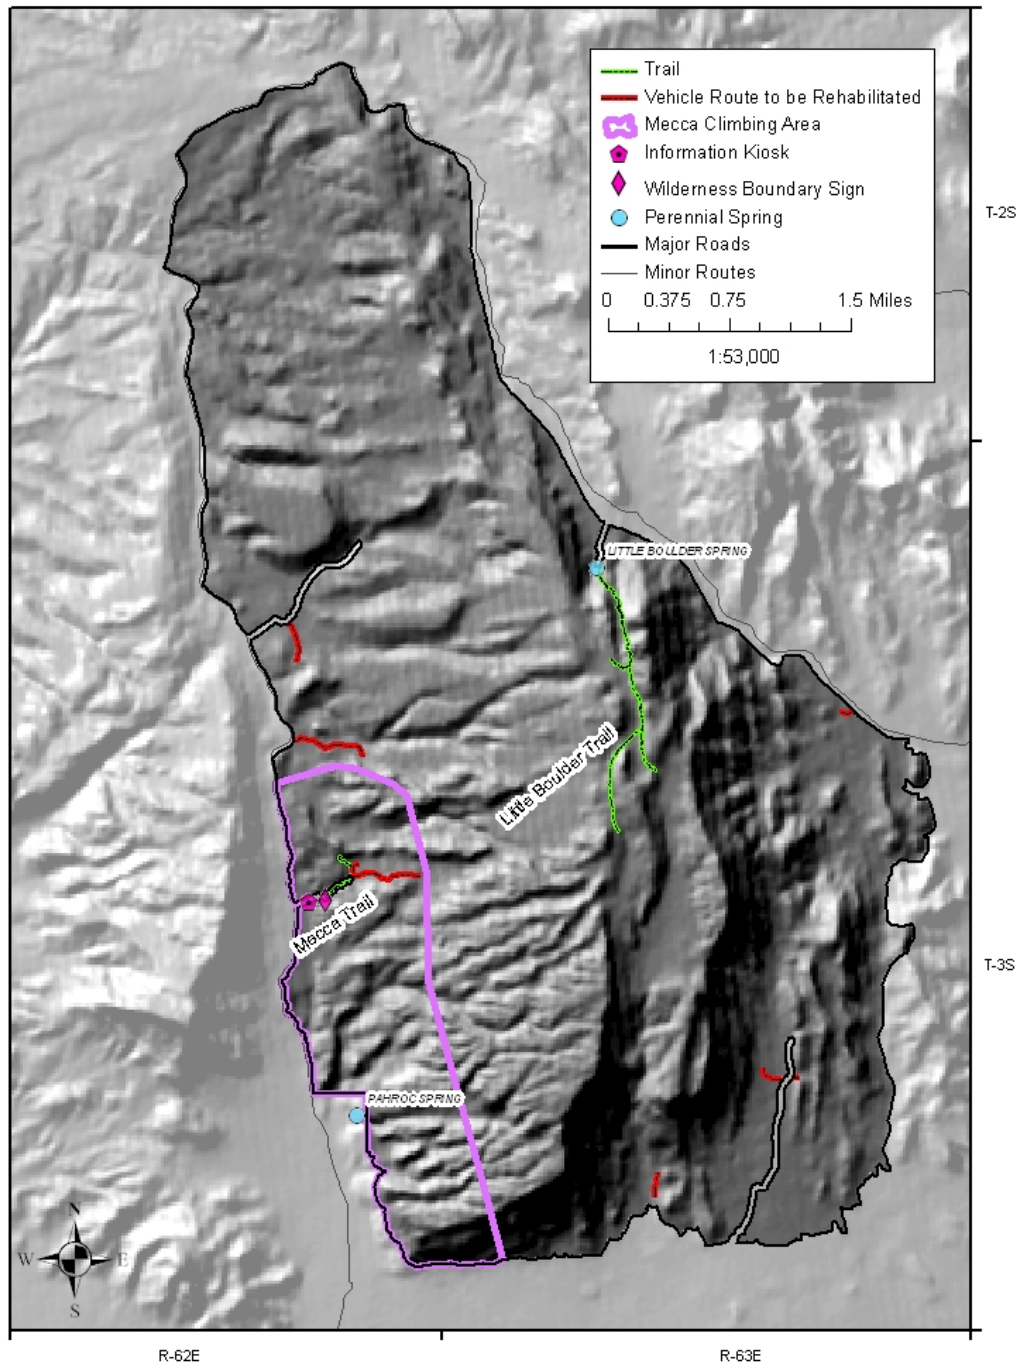 Trail
Vehicle Route to be Rehabilitated
Mecca Climbing Area
Information Kiosk
Wilderness Boundary Sign
Perennial Spring
Major Roads
Minor Routes
0 0.375 0.75 1.5 Miles
1:53,000
T-2S
LITTLE BOULDER SPRING
Little Boulder Trail
Mecca Trail
T-3S
PAHROC SPRING
N
W E
S
R-62E R-63E